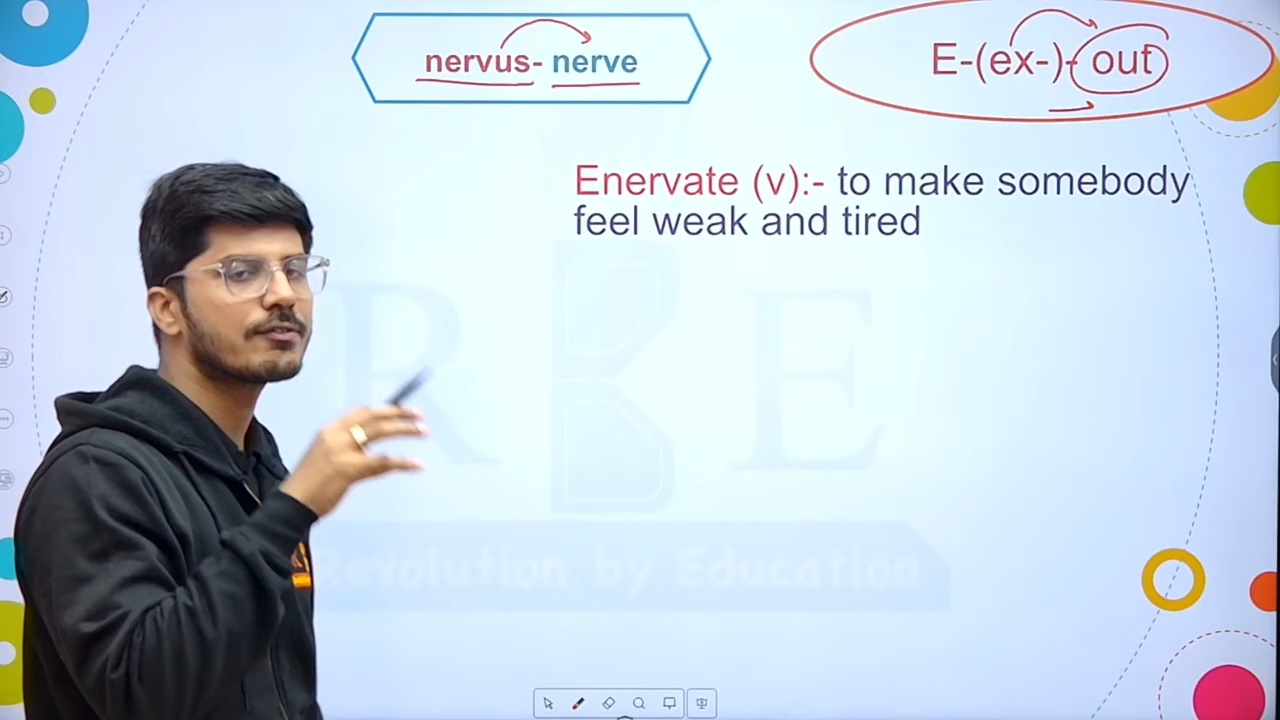 nervus- nerve
E-(ex-)- out
Enervate (v):- to make somebody
feel weak and tired
R B E
Revolution by Education